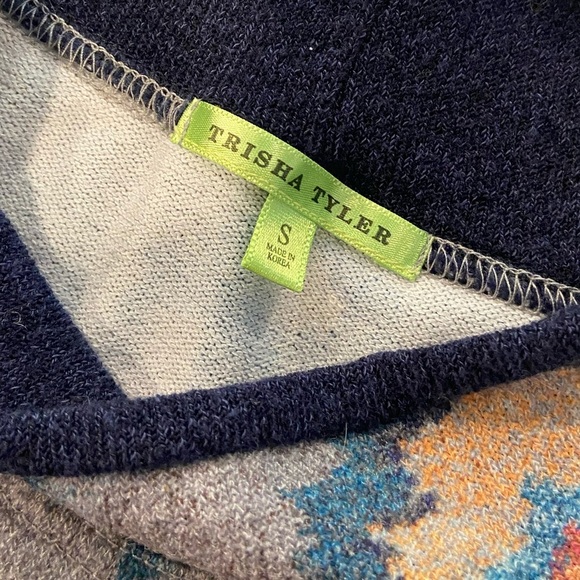 TRISHA TYLER
S
MADE IN
KOREA